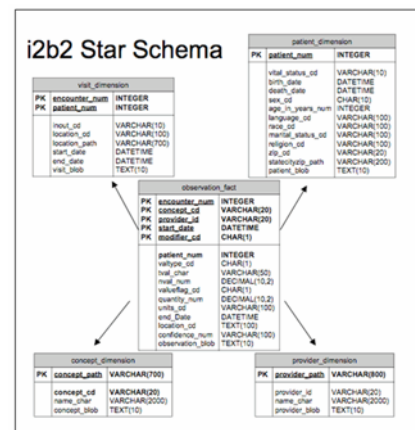 i2b2 Star Schema
visit_dimension
PK encounter_num INTEGER
PK patient_num INTEGER
inout_cd VARCHAR(10)
location_cd VARCHAR(100)
location_path VARCHAR(700)
start_date DATETIME
end_date DATETIME
visit_blob TEXT(10)
patient_dimension
PK patient_num INTEGER
vital_status_cd VARCHAR(10)
birth_date DATETIME
death_date DATETIME
sex_cd CHAR(10)
age_in_years_num INTEGER
language_cd VARCHAR(100)
race_cd VARCHAR(100)
marital_status_cd VARCHAR(100)
religion_cd VARCHAR(100)
zip_cd VARCHAR(20)
statecityzip_path VARCHAR(200)
patient_blob TEXT(10)
observation_fact
PK encounter_num INTEGER
PK concept_cd VARCHAR(20)
PK provider_id VARCHAR(20)
PK start_date DATETIME
PK modifier_cd CHAR(1)
patient_num INTEGER
valtype_cd CHAR(1)
tval_char VARCHAR(50)
nval_num DECIMAL(10,2)
valueflag_cd CHAR(1)
quantity_num DECIMAL(10,2)
units_cd VARCHAR(100)
end_Date DATETIME
location_cd TEXT(100)
confidence_num VARCHAR(100)
observation_blob TEXT(10)
concept_dimension
PK concept_path VARCHAR(700)
concept_cd VARCHAR(20)
name_char VARCHAR(2000)
concept_blob TEXT(10)
provider_dimension
PK provider_path VARCHAR(800)
provider_id VARCHAR(20)
name_char VARCHAR(2000)
provider_blob TEXT(10)